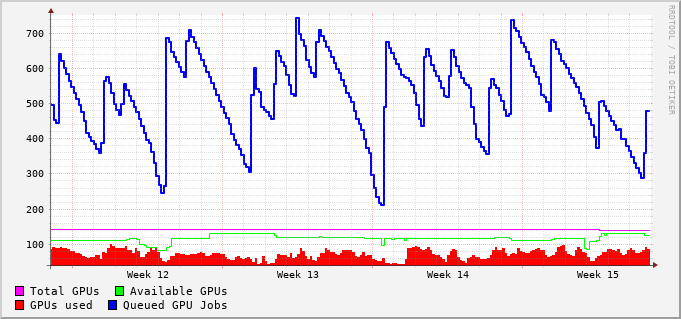 700
600
500
400
300
200
100
Week 12 Week 13 Week 14 Week 15
Total GPUs Available GPUs
GPUs used Queued GPU Jobs
RRDTOOL / TOBI OETIKER